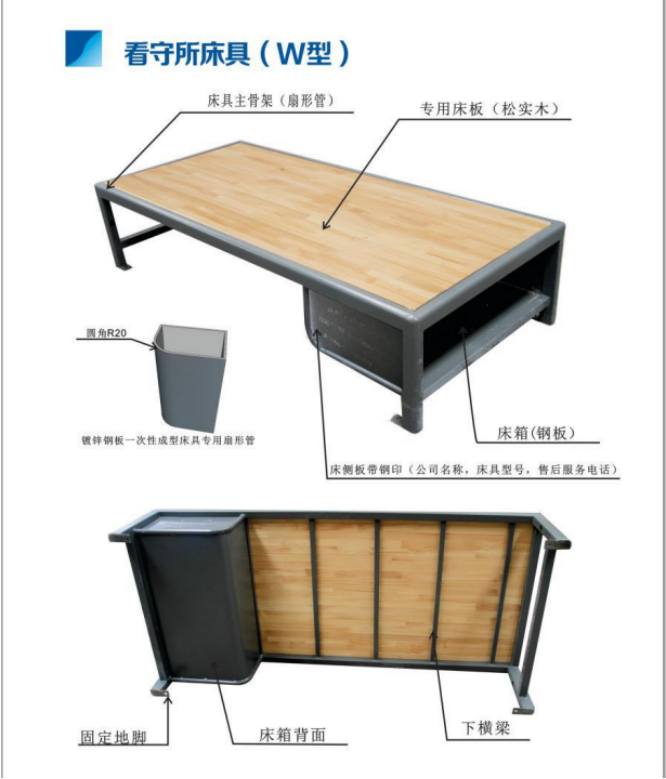 看守所床具（W型）
床具主骨架（扇形管）
专用床板（松实木）
圆角R20
镀锌钢板一次性成型床具专用扇形管
床箱(钢板)
床侧板带钢印（公司名称，床具型号，售后服务电话）
固定地脚
床箱背面
下横梁